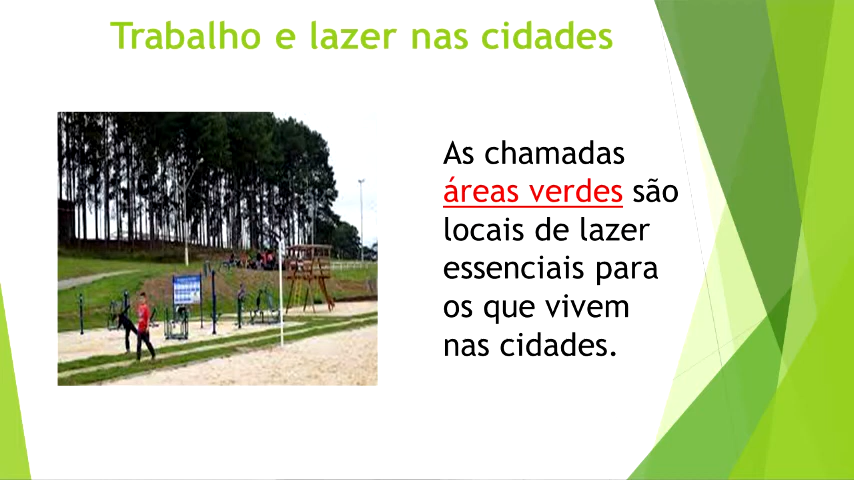 Trabalho e lazer nas cidades
As chamadas
áreas verdes são
locais de lazer
essenciais para
os que vivem
nas cidades.